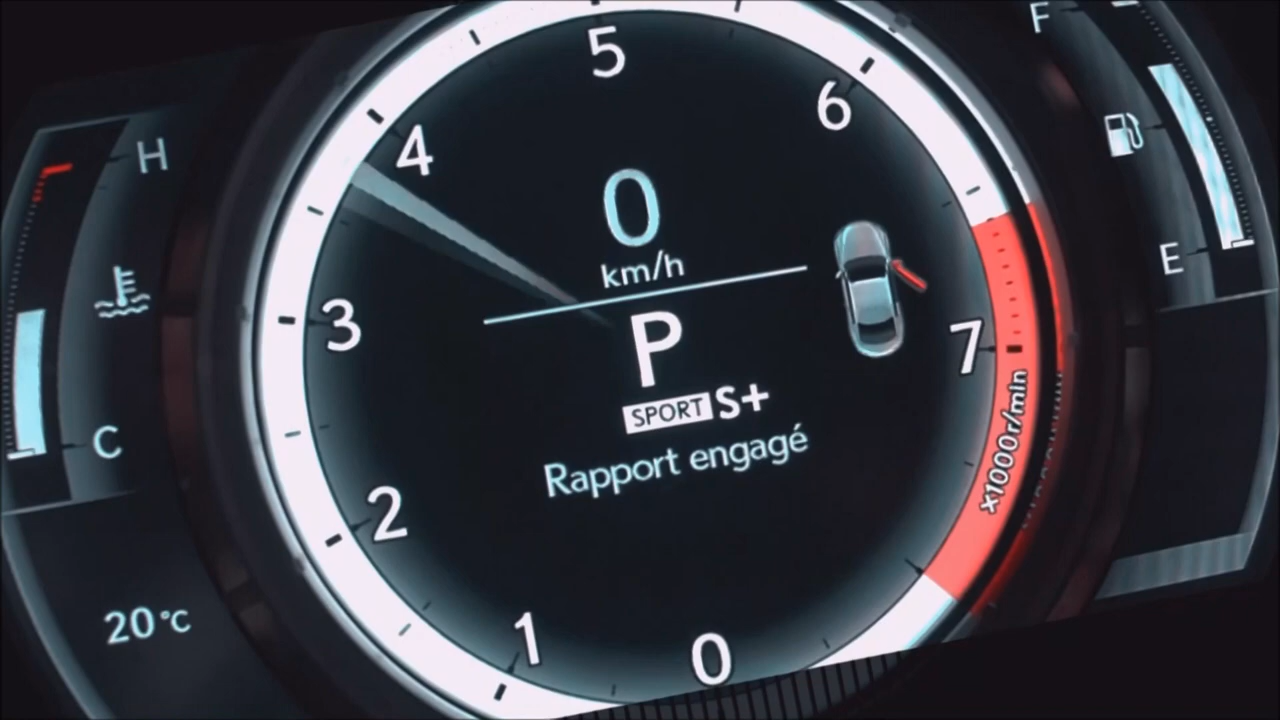 5
F
6
4
H
0
km/h
E
3
P
7
SPORT S+
C
Rapport engagé
x1000r/min
2
20°C
1
0